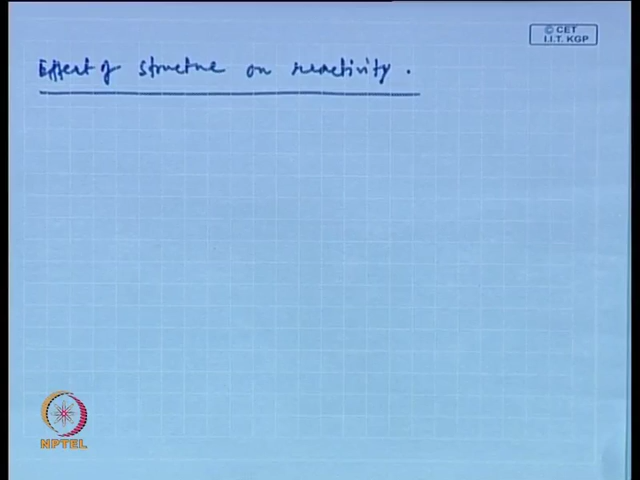 © CET
I.I.T. KGP
Effect of structure on reactivity.
NPTEL